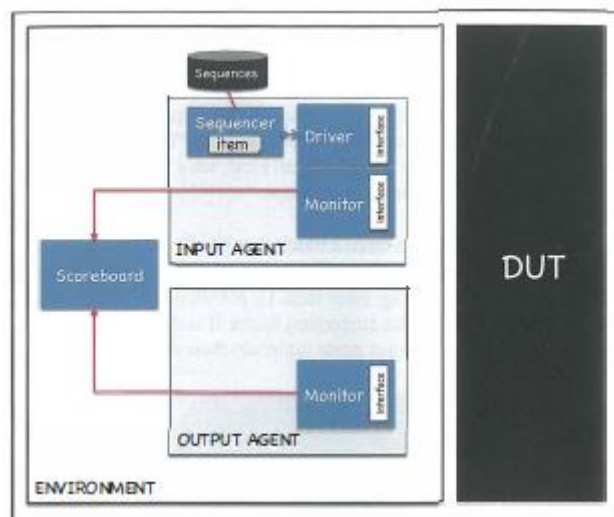 Sequences
Sequencer
item
Driver
interface
Monitor
interface
INPUT AGENT
Scoreboard
DUT
Monitor
interface
OUTPUT AGENT
ENVIRONMENT